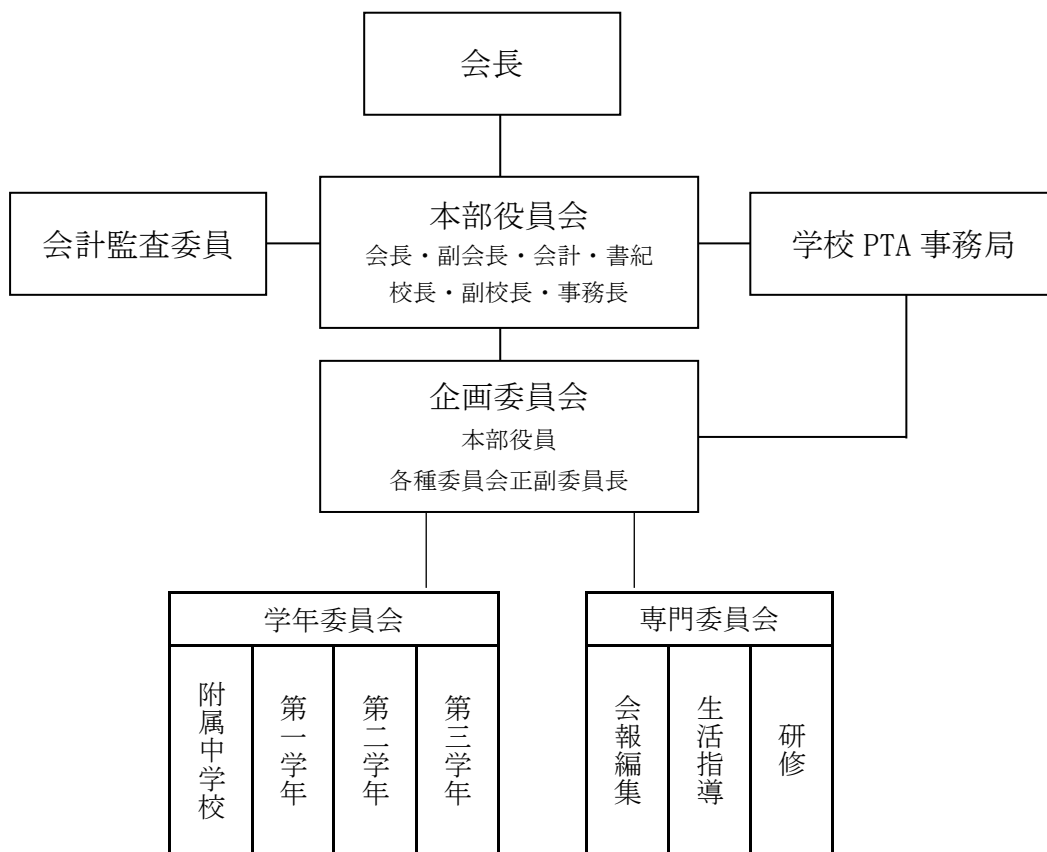 会長
会計監査委員
本部役員会
会長・副会長・会計・書紀
校長・副校長・事務長
学校 PTA 事務局
企画委員会
本部役員
各種委員会正副委員長
学年委員会
附属中学校
第一学年
第二学年
第三学年
専門委員会
会報編集
生活指導
研修